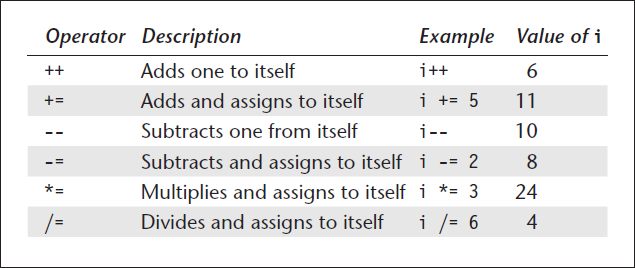 Operator Description Example Value of i
++ Adds one to itself i++ 6
+= Adds and assigns to itself i += 5 11
-- Subtracts one from itself i-- 10
-= Subtracts and assigns to itself i -= 2 8
*= Multiplies and assigns to itself i *= 3 24
/= Divides and assigns to itself i /= 6 4